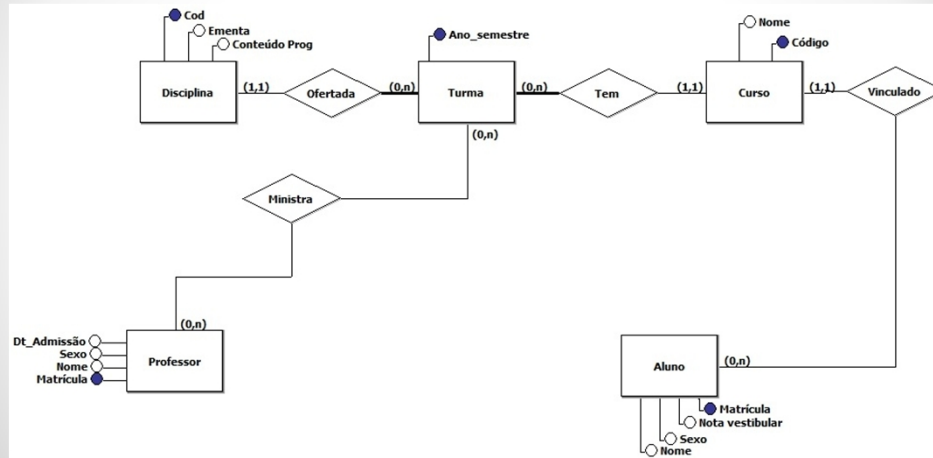 Cod
Ementa
Conteúdo Prog
Ano_semestre
Nome
Código
Disciplina
(1,1)
Ofertada
(0,n)
Turma
(0,n)
Tem
(1,1)
Curso
(1,1)
Vinculado
(0,n)
Ministra
(0,n)
Dt_Admissão
Sexo
Nome
Matrícula
Professor
Aluno
(0,n)
Matrícula
Nota vestibular
Sexo
Nome